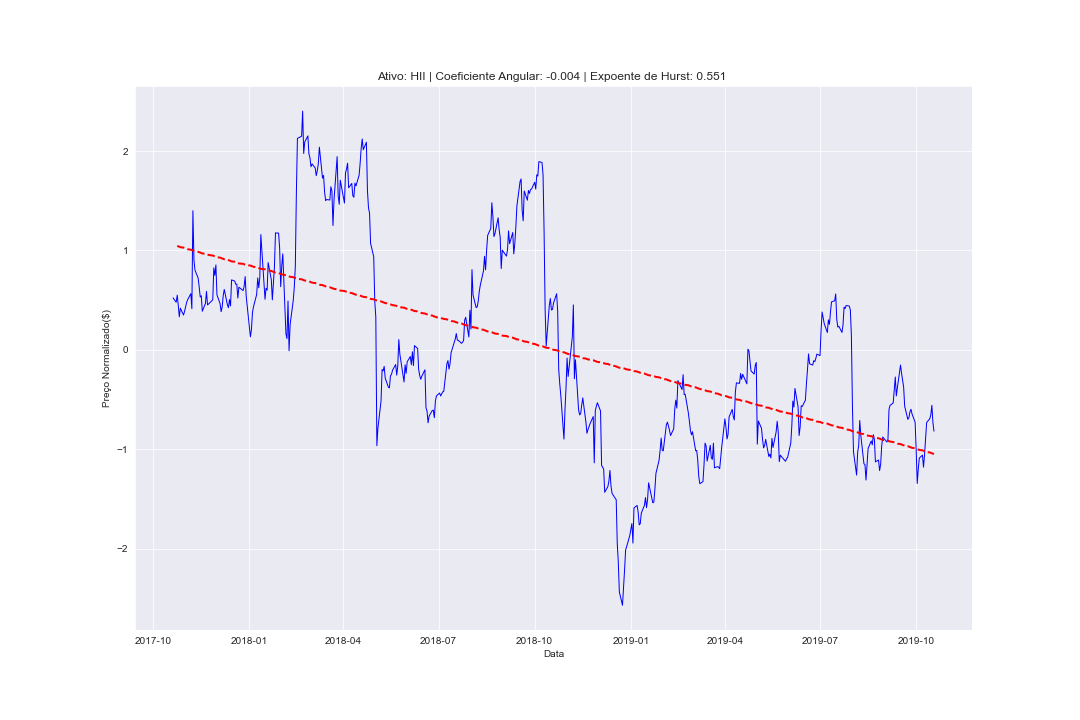 Ativo: HII | Coeficiente Angular: -0.004 | Expoente de Hurst: 0.551
Preço Normalizado($)
2
1
0
−1
−2
2017-10 2018-01 2018-04 2018-07 2018-10 2019-01 2019-04 2019-07 2019-10
Data